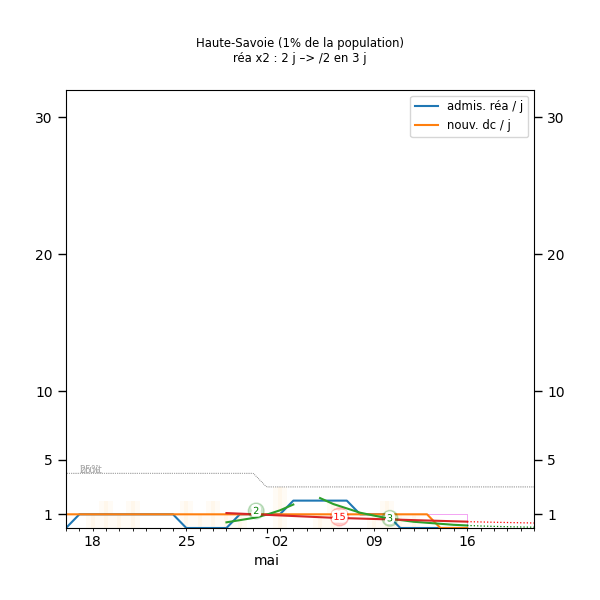 Haute-Savoie (1% de la population)
réa x2 : 2 j –> /2 en 3 j
admis. réa / j
nouv. dc / j
30 30
20 20
10 10
5 5
1 1
2 15 3
18 25 02 09 16
mai